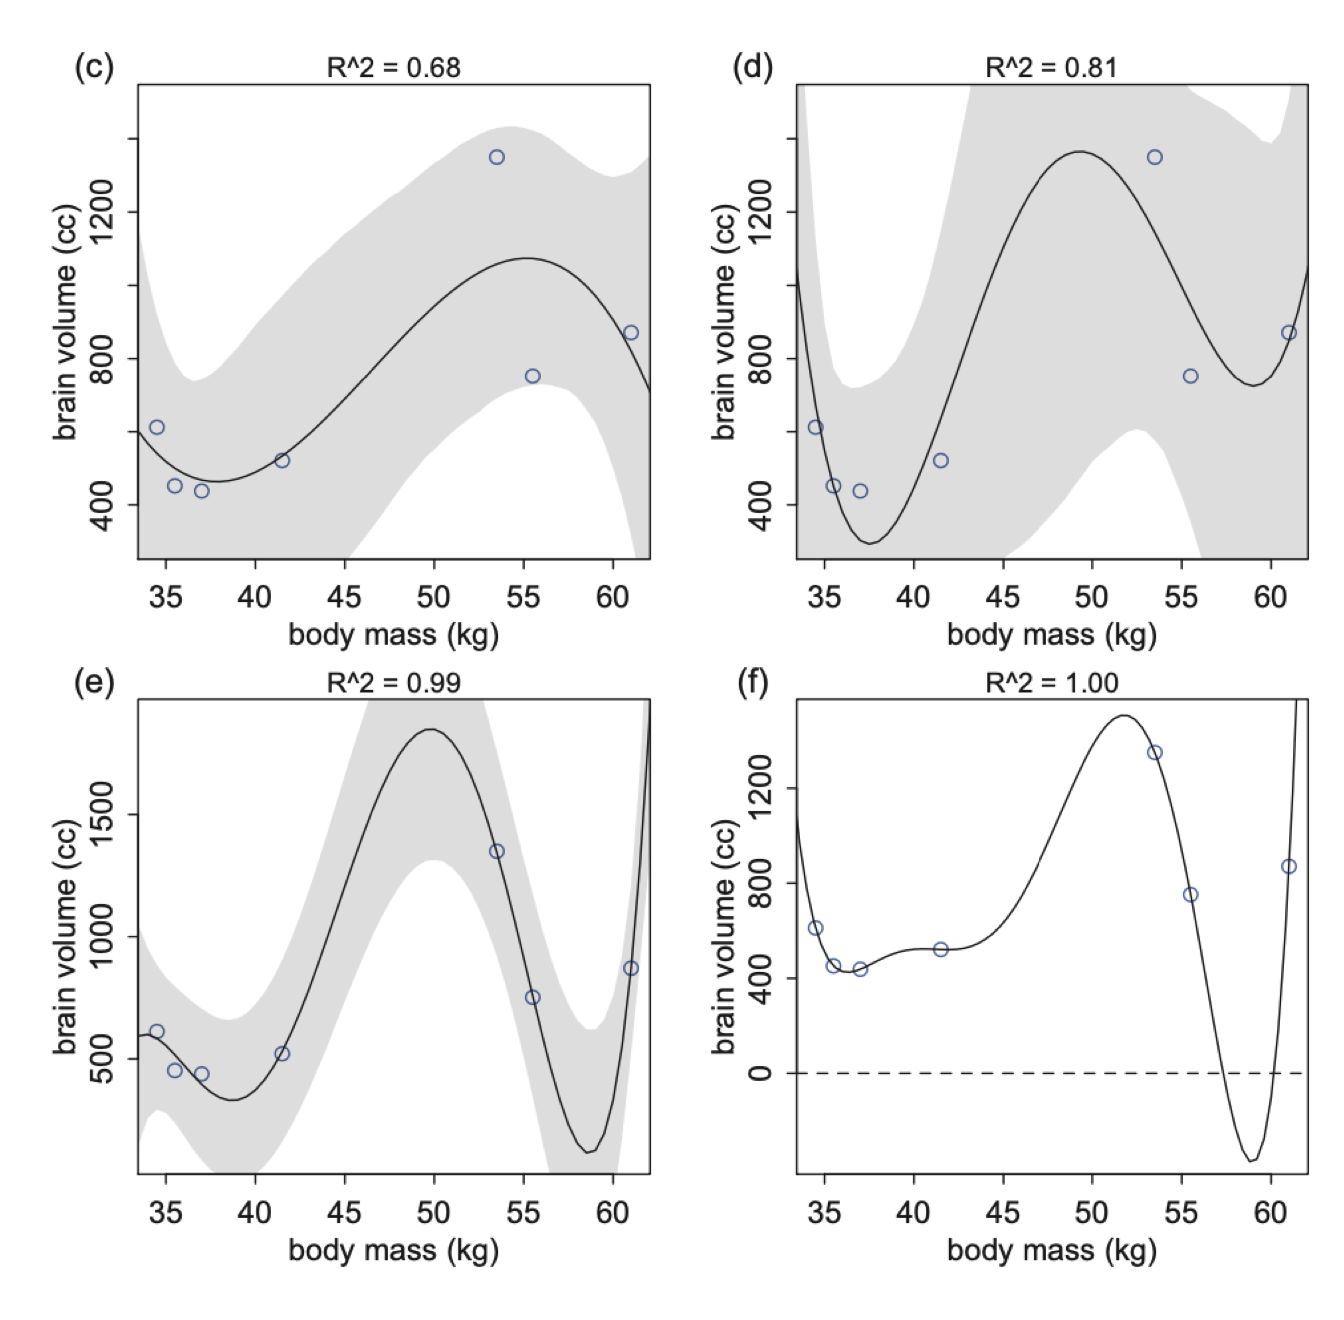 (c)
R^2 = 0.68
brain volume (cc)
1200
800
400
35 40 45 50 55 60
body mass (kg)
(d)
R^2 = 0.81
brain volume (cc)
1200
800
400
35 40 45 50 55 60
body mass (kg)
(e)
R^2 = 0.99
brain volume (cc)
1500
1000
500
35 40 45 50 55 60
body mass (kg)
(f)
R^2 = 1.00
brain volume (cc)
1200
800
400
0
35 40 45 50 55 60
body mass (kg)